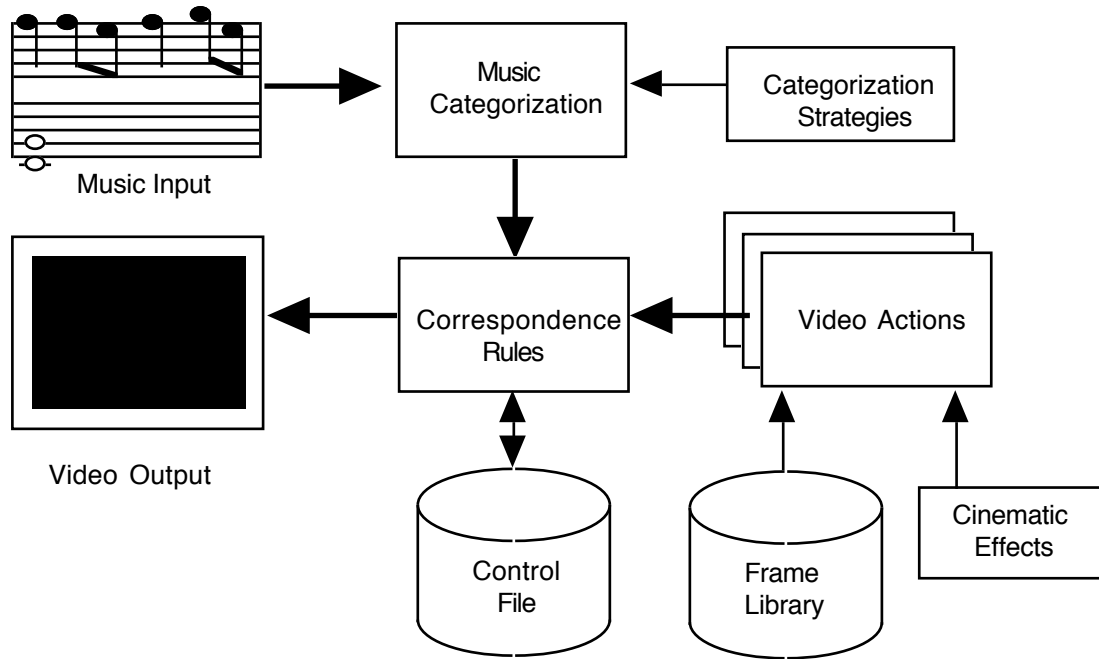 Music
Categorization
Categorization
Strategies
Music Input
Correspondence
Rules
Video Actions
Video Output
Control
File
Frame
Library
Cinematic
Effects